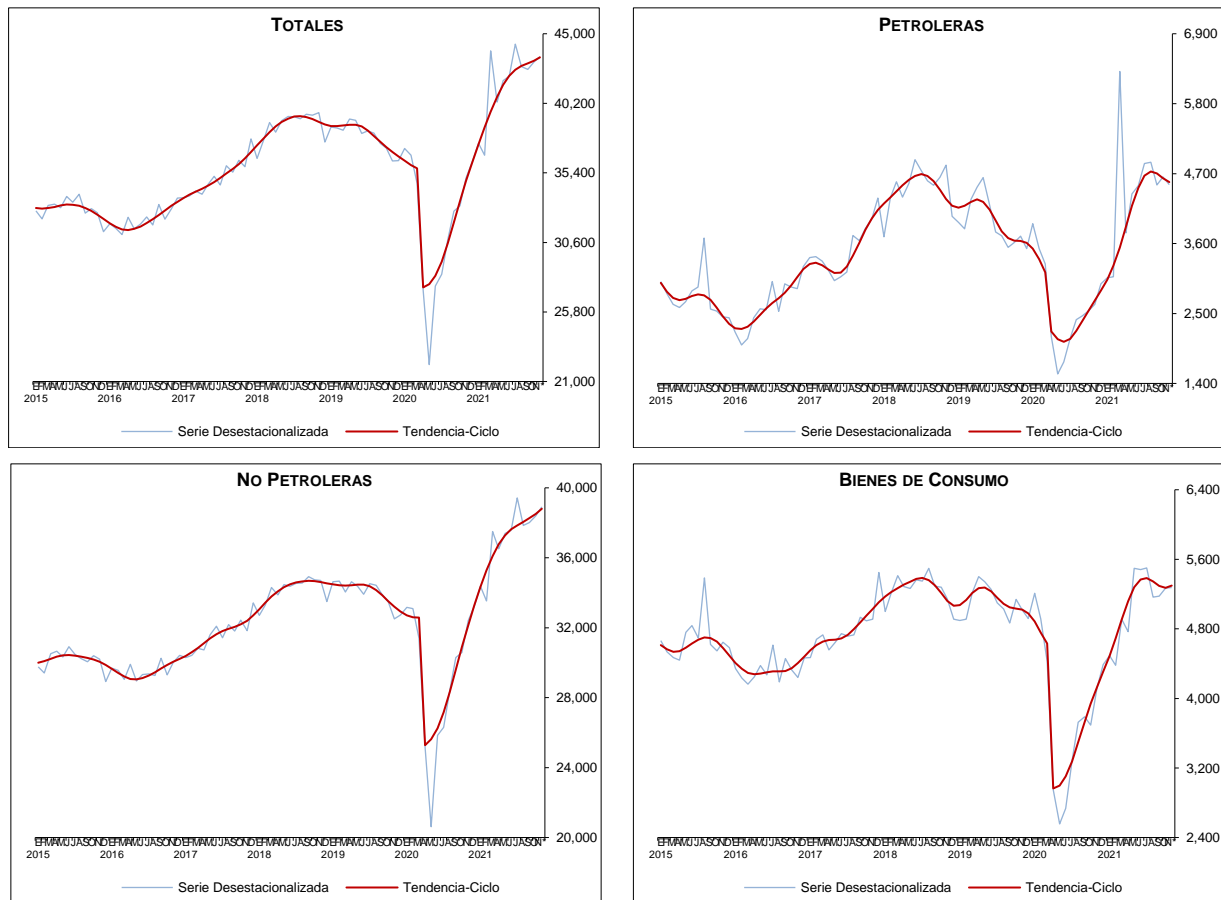 TOTALES
45,000
40,200
35,400
30,600
25,800
21,000
2015 2016 2017 2018 2019 2020 2021
Serie Desestacionalizada Tendencia-Ciclo
PETROLERAS
6,900
5,800
4,700
3,600
2,500
1,400
2015 2016 2017 2018 2019 2020 2021
Serie Desestacionalizada Tendencia-Ciclo
NO PETROLERAS
40,000
36,000
32,000
28,000
24,000
20,000
2015 2016 2017 2018 2019 2020 2021
Serie Desestacionalizada Tendencia-Ciclo
BIENES DE CONSUMO
6,400
5,600
4,800
4,000
3,200
2,400
2015 2016 2017 2018 2019 2020 2021
Serie Desestacionalizada Tendencia-Ciclo